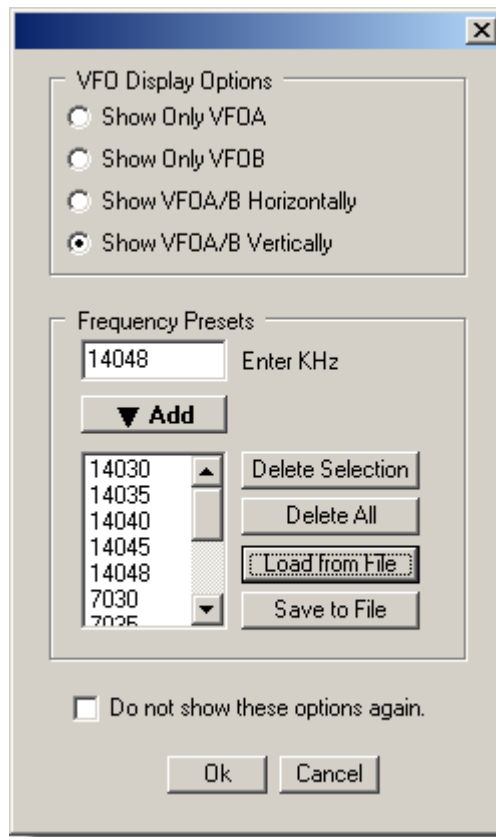 VFO Display Options
Show Only VFOA
Show Only VFOB
Show VFOA/B Horizontally
Show VFOA/B Vertically
Frequency Presets
14048 Enter KHz
▼ Add
14030
14035
14040
14045
14048
7030
7035
Delete Selection
Delete All
Load from File
Save to File
Do not show these options again.
Ok Cancel